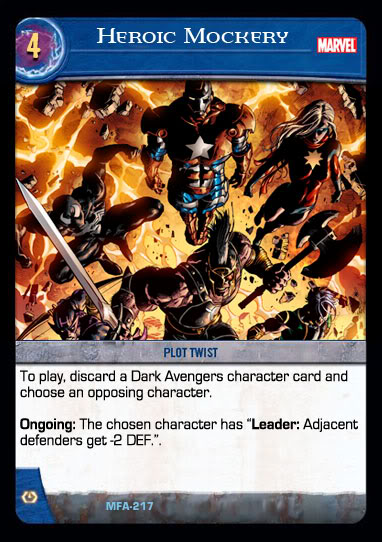 4
Heroic Mockery
MARVEL
PLOT TWIST
To play, discard a Dark Avengers character card and
choose an opposing character.
Ongoing: The chosen character has “Leader: Adjacent
defenders get -2 DEF.”.
MFA-217